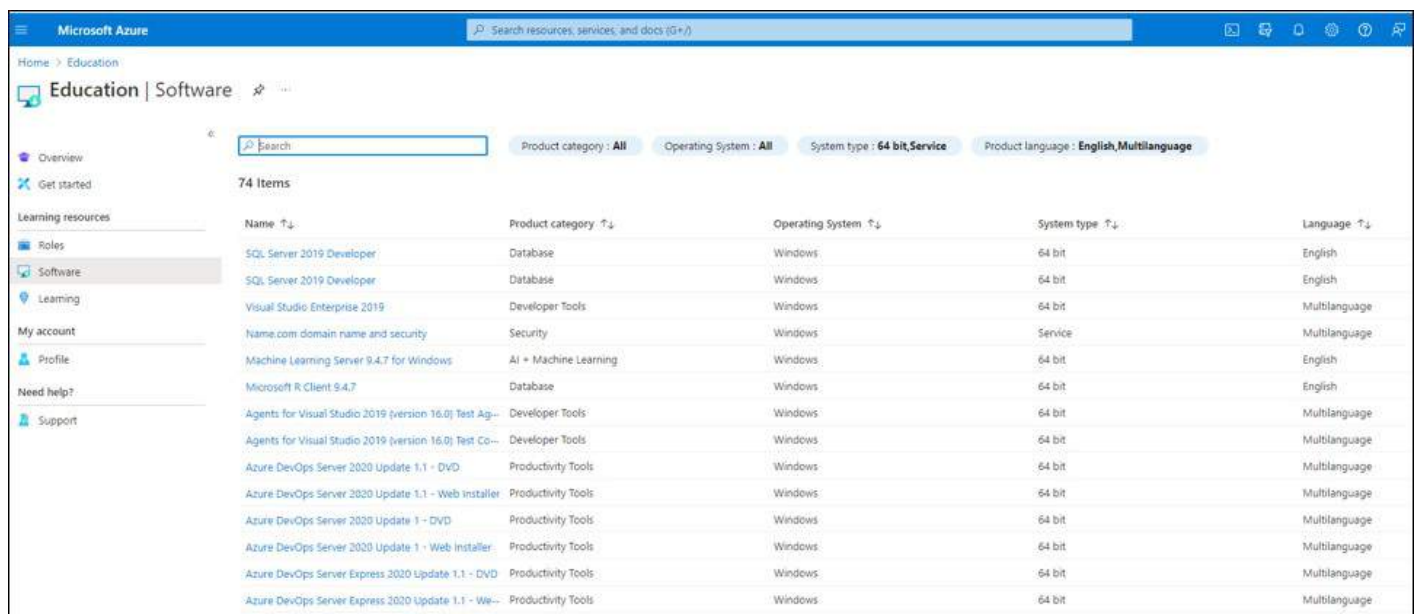 Microsoft Azure
Search resources, services, and docs (G+/)
Home > Education
Education | Software
Search
Product category : All Operating System : All System type : 64 bit,Service Product language : English,Multilanguage
Overview
Get started
74 Items
Learning resources
Name Product category Operating System System type Language
Roles
SQL Server 2019 Developer Database Windows 64 bit English
Software
SQL Server 2019 Developer Database Windows 64 bit English
Learning
Visual Studio Enterprise 2019 Developer Tools Windows 64 bit Multilanguage
My account
Name.com domain name and security Security Windows Service Multilanguage
Profile
Machine Learning Server 9.4.7 for Windows AI + Machine Learning Windows 64 bit English
Need help?
Microsoft R Client 9.4.7 Database Windows 64 bit English
Support
Agents for Visual Studio 2019 (version 16.0) Test Ag... Developer Tools Windows 64 bit Multilanguage
Agents for Visual Studio 2019 (version 16.0) Test Co... Developer Tools Windows 64 bit Multilanguage
Azure DevOps Server 2020 Update 1.1 - DVD Productivity Tools Windows 64 bit Multilanguage
Azure DevOps Server 2020 Update 1.1 - Web Installer Productivity Tools Windows 64 bit Multilanguage
Azure DevOps Server 2020 Update 1 - DVD Productivity Tools Windows 64 bit Multilanguage
Azure DevOps Server 2020 Update 1 - Web Installer Productivity Tools Windows 64 bit Multilanguage
Azure DevOps Server Express 2020 Update 1.1 - DVD Productivity Tools Windows 64 bit Multilanguage
Azure DevOps Server Express 2020 Update 1.1 - We... Productivity Tools Windows 64 bit Multilanguage